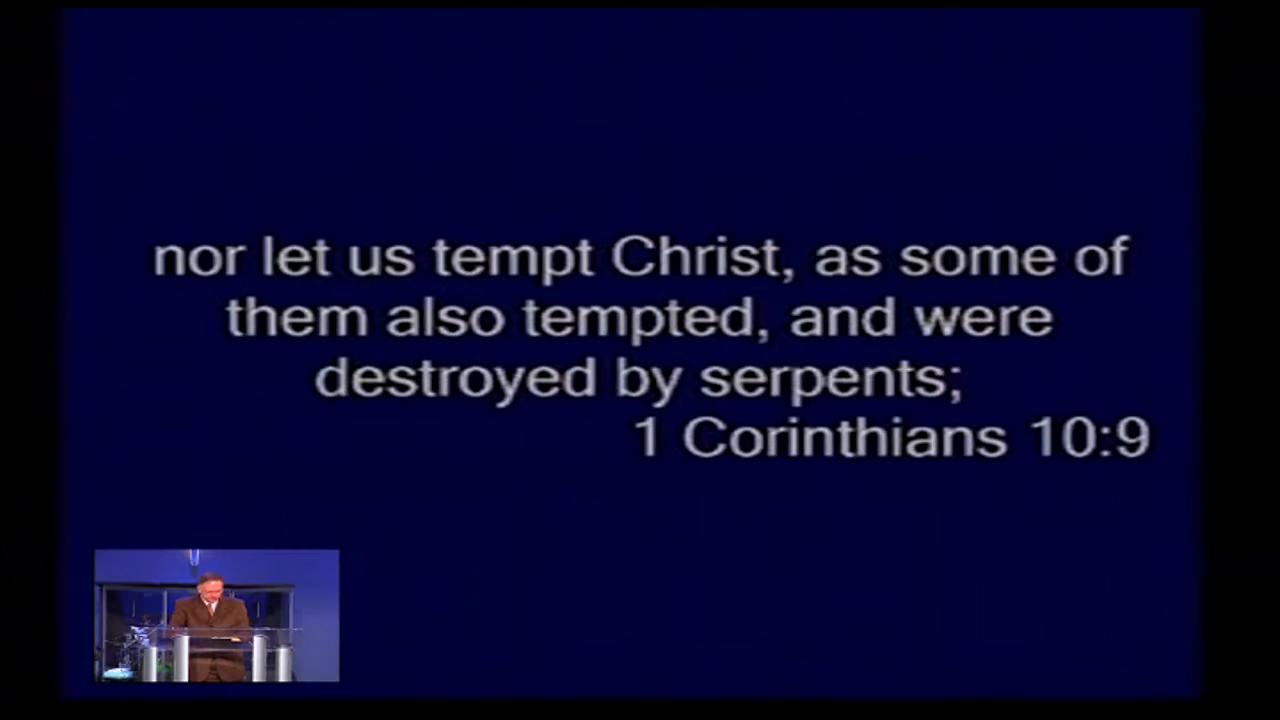 nor let us tempt Christ, as some of
them also tempted, and were
destroyed by serpents;
1 Corinthians 10:9